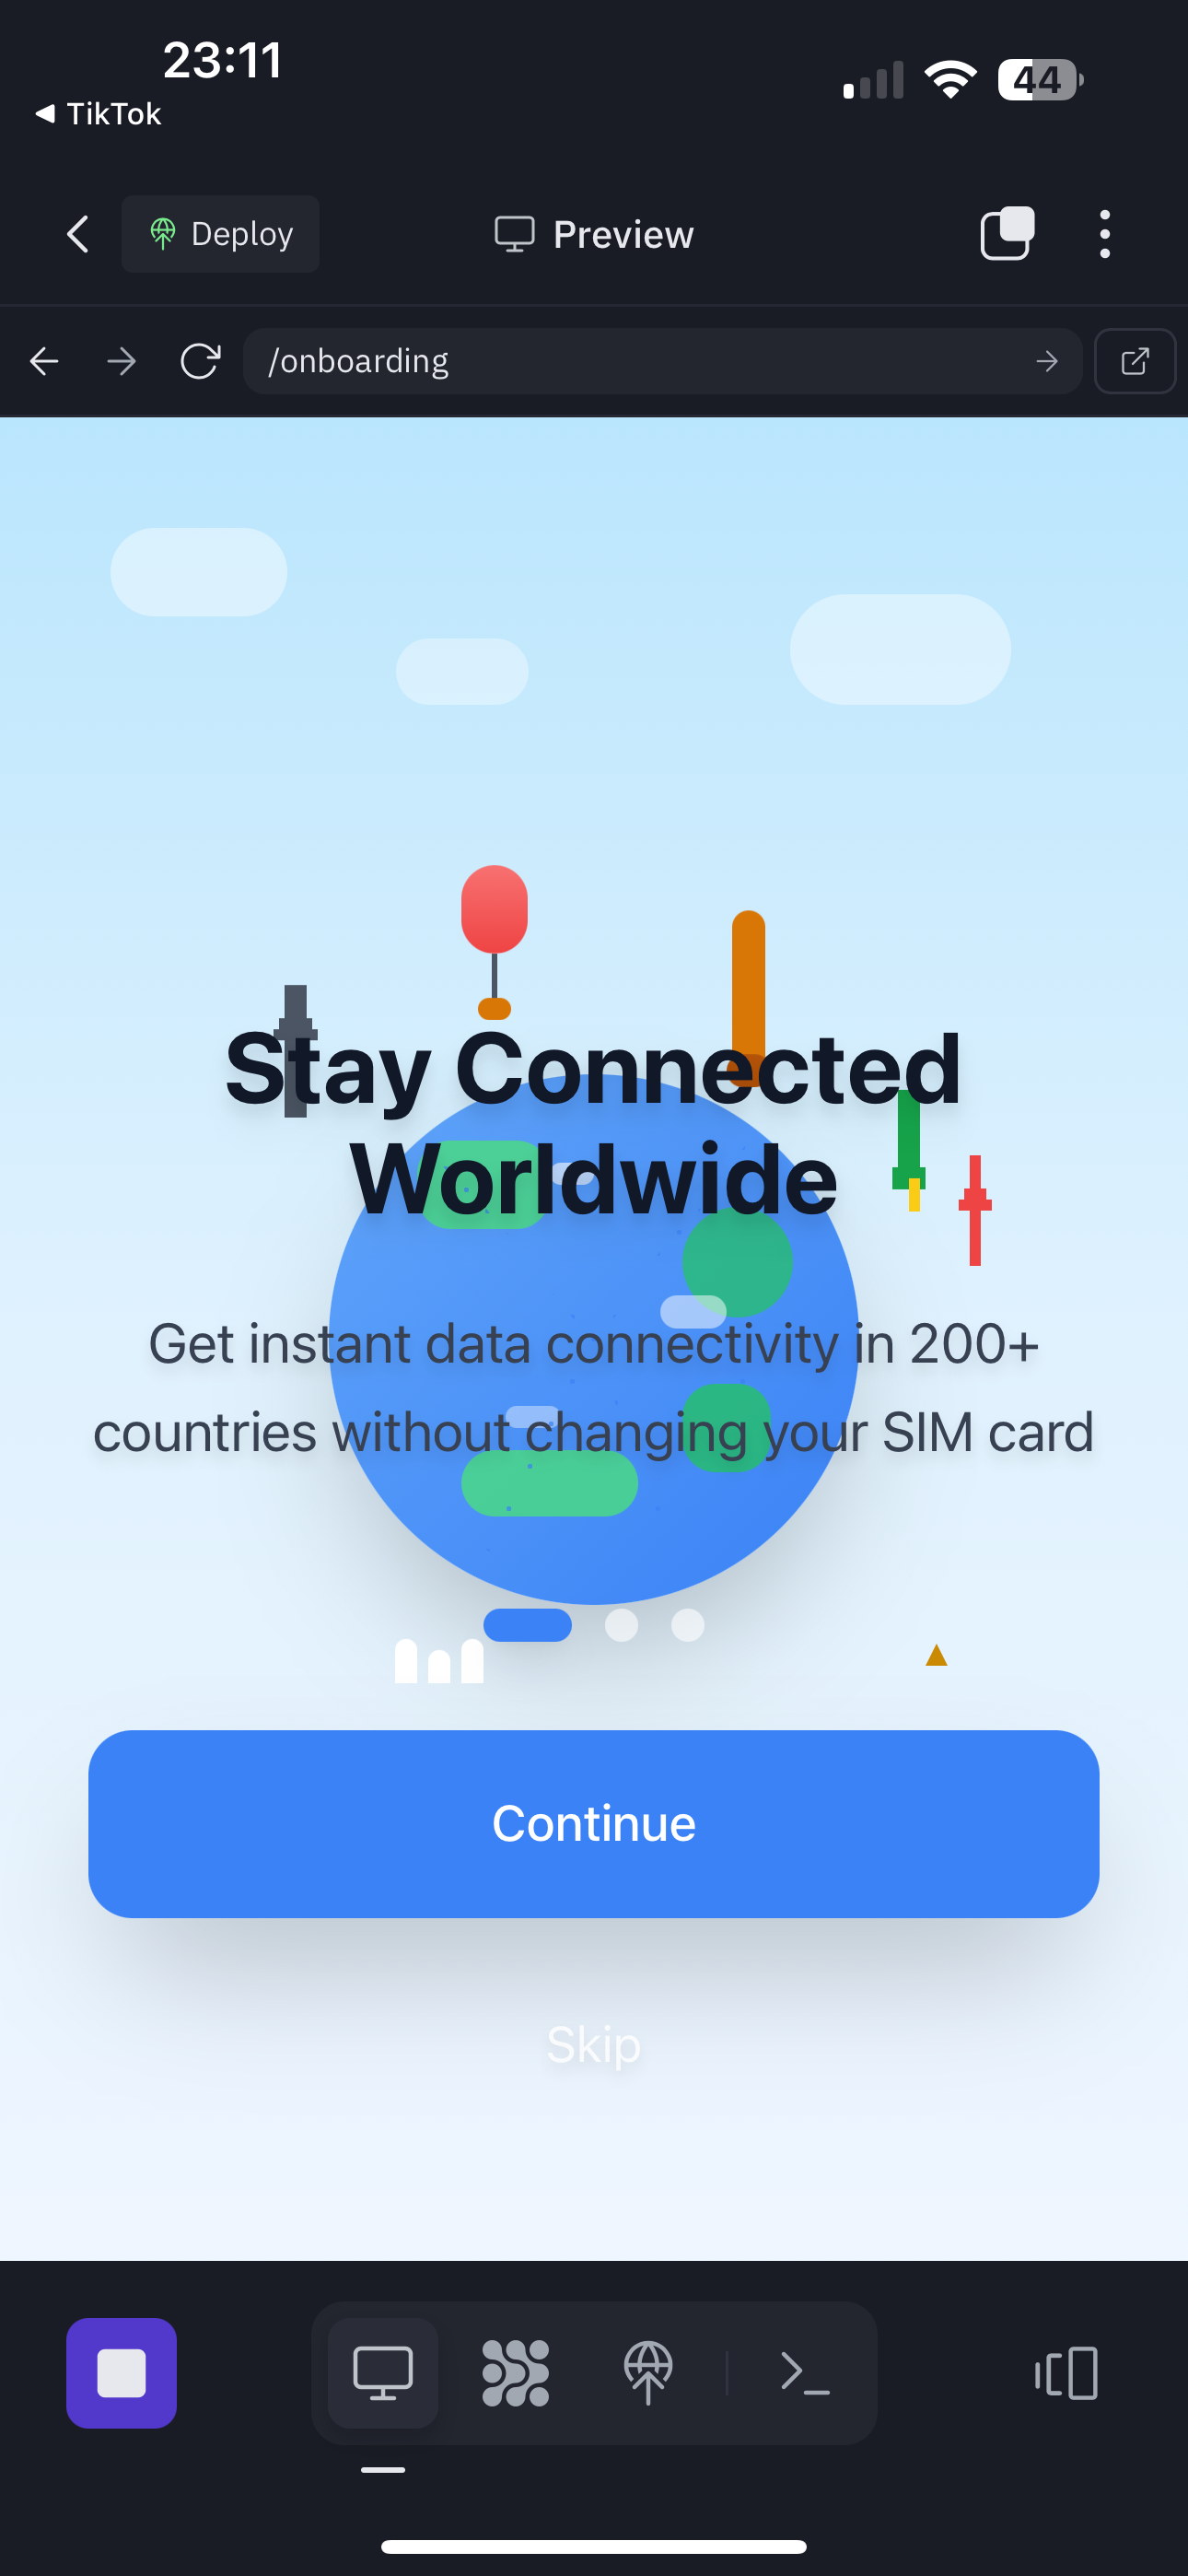 23:11
44
TikTok
Deploy
Preview
/onboarding
Stay Connected
Worldwide
Get instant data connectivity in 200+
countries without changing your SIM card
Continue
Skip